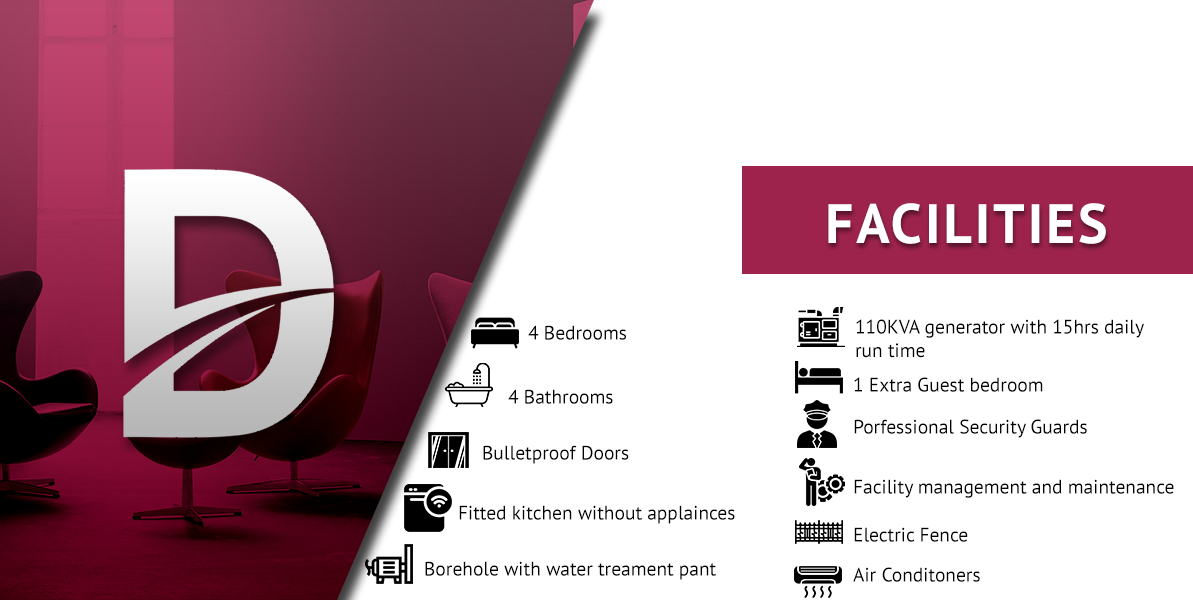 D
FACILITIES
4 Bedrooms
4 Bathrooms
Bulletproof Doors
Fitted kitchen without applainces
Borehole with water treament pant
110KVA generator with 15hrs daily
run time
1 Extra Guest bedroom
Porfessional Security Guards
Facility management and maintenance
Electric Fence
Air Conditoners